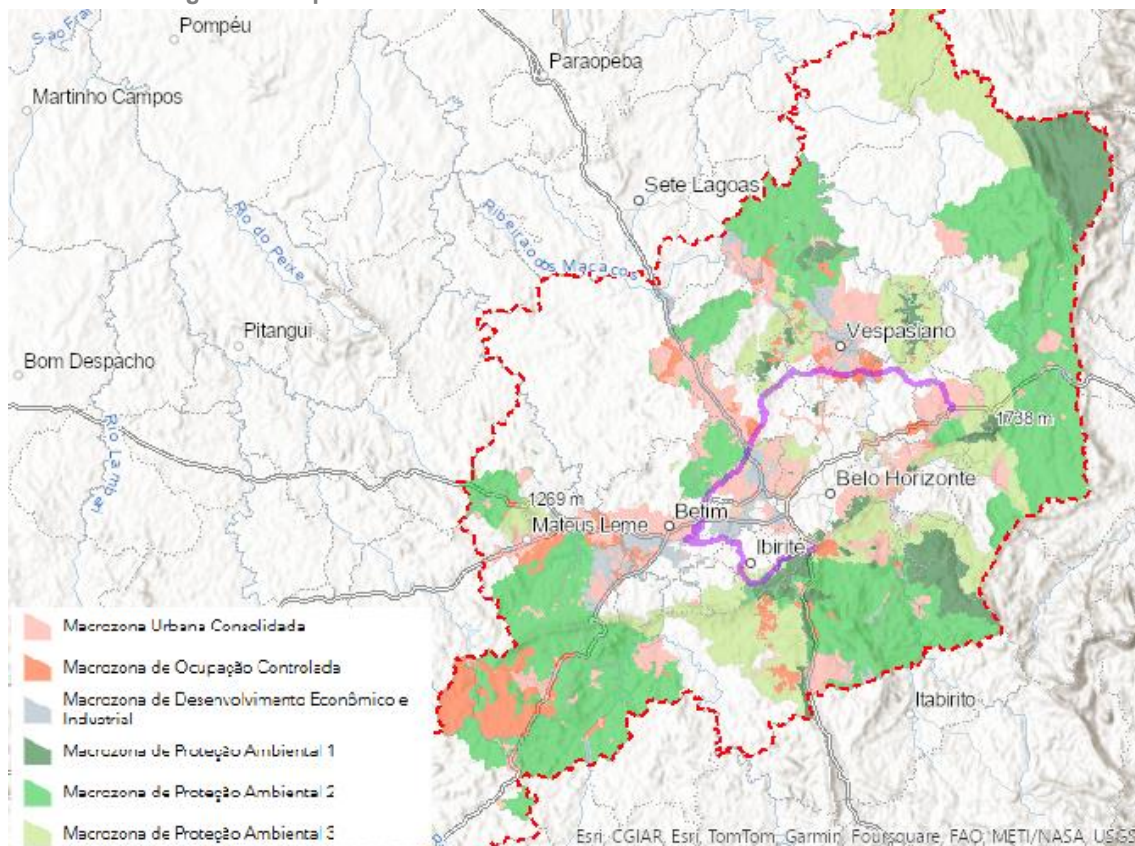 Pompéu
Paraopeba
Martinho Campos
Sete Lagoas
Ribeirão dos Macacos
Rio do Peixe
Pitangui
Vespasiano
Bom Despacho
1738 m
Belo Horizonte
1269 m
Betim
Mateus Leme
Ibirite
Macrozona Urbana Consolidada
Macrozona de Ocupação Controlada
Macrozona de Desenvolvimento Econômico e
Industrial
Itabirito
Macrozona de Proteção Ambiental 1
Macrozona de Proteção Ambiental 2
Macrozona de Proteção Ambiental 3
Esri, CGIAR, Esri, TomTom, Garmin, Foursquare, FAO, METI/NASA, USGS